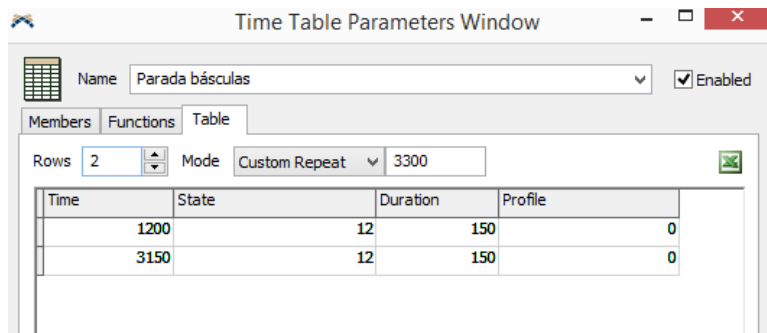 Time Table Parameters Window
Name Parada básculas Enabled
Members Functions Table
Rows 2 Mode Custom Repeat 3300
Time State Duration Profile
1200 12 150 0
3150 12 150 0